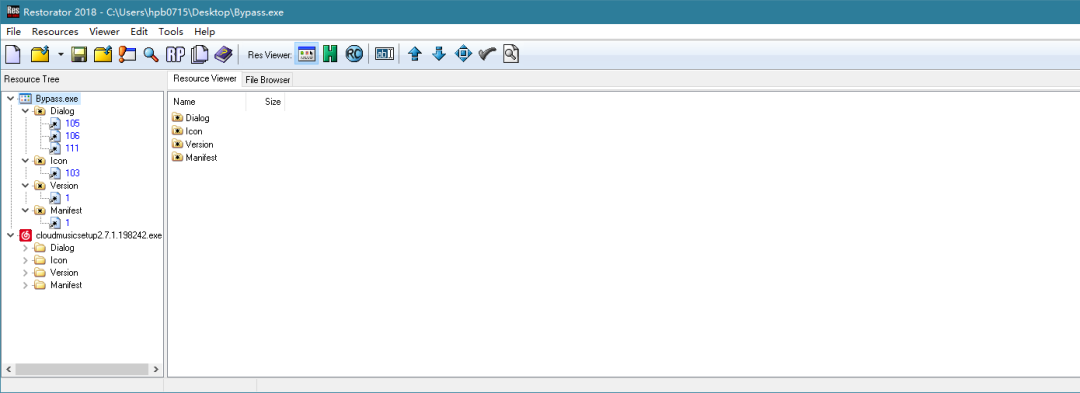 Res Restorator 2018 - C:\Users\hpb0715\Desktop\Bypass.exe
File Resources Viewer Edit Tools Help
RP Res Viewer: H RC
Resource Tree
Resource Viewer File Browser
Bypass.exe
Dialog
105
106
111
Icon
103
Version
1
Manifest
1
cloudmusicsetup2.7.1.198242.exe
Dialog
Icon
Version
Manifest
Name Size
Dialog
Icon
Version
Manifest